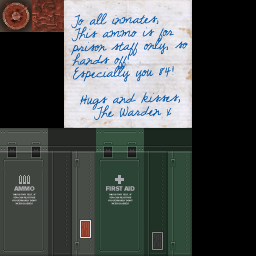 To all inmates,
This ammo is for
prison staff only, so
hands off!
Especially you 84!
Hugs and kisses,
The Warden x
AMMO
FIRST AID